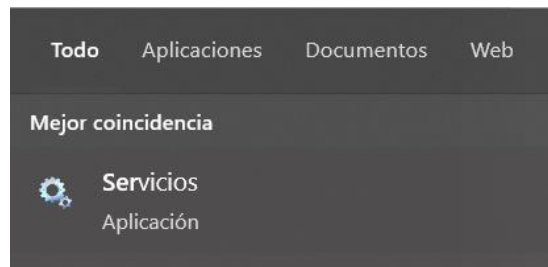 Todo Aplicaciones Documentos Web
Mejor coincidencia
Servicios
Aplicación